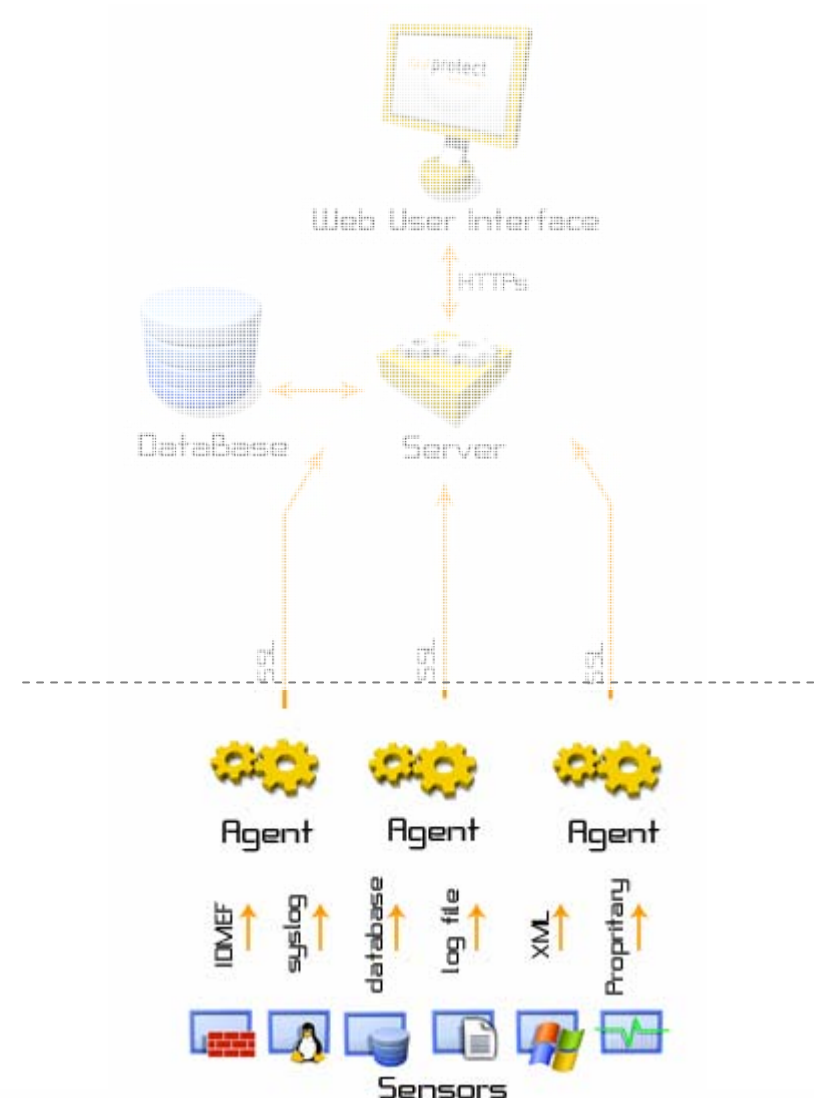 protect
Web User Interface
HTTPs
DataBase
Server
SSL
SSL
SSL
Agent
Agent
Agent
IDMEF
syslog
database
log file
XML
Propritary
Sensors